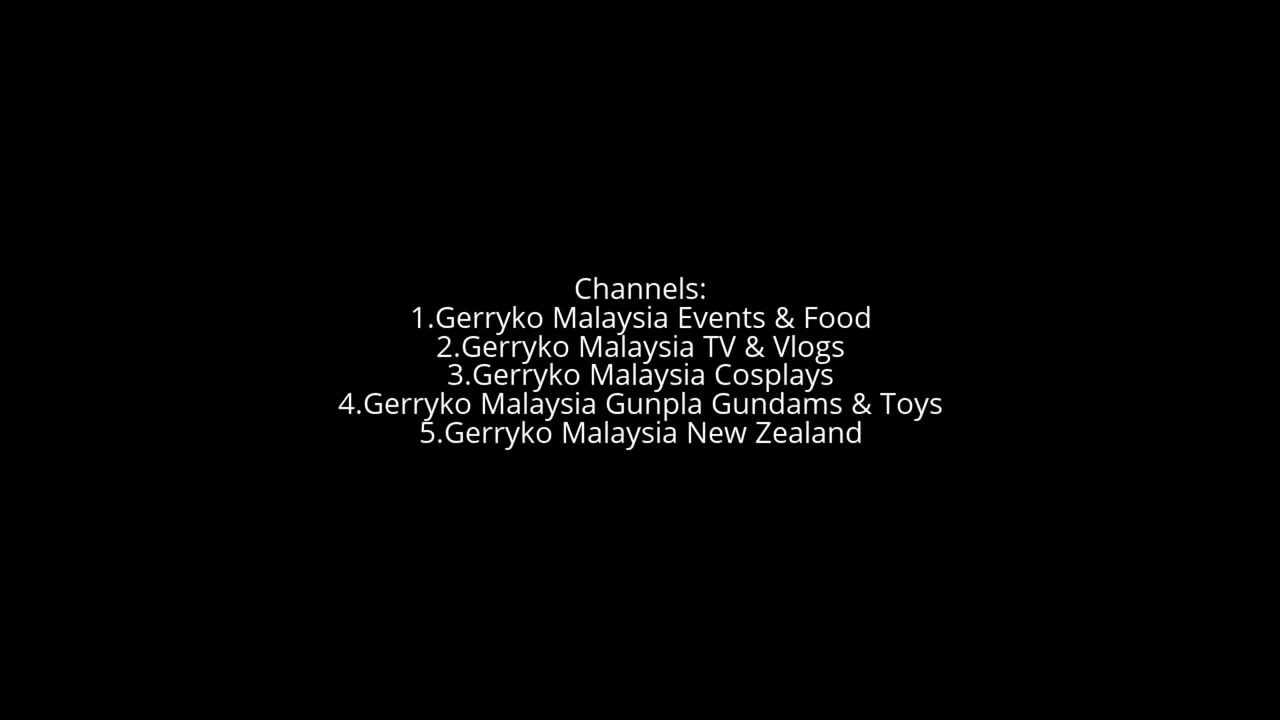 Channels:
1.Gerryko Malaysia Events & Food
2.Gerryko Malaysia TV & Vlogs
3.Gerryko Malaysia Cosplays
4.Gerryko Malaysia Gunpla Gundams & Toys
5.Gerryko Malaysia New Zealand